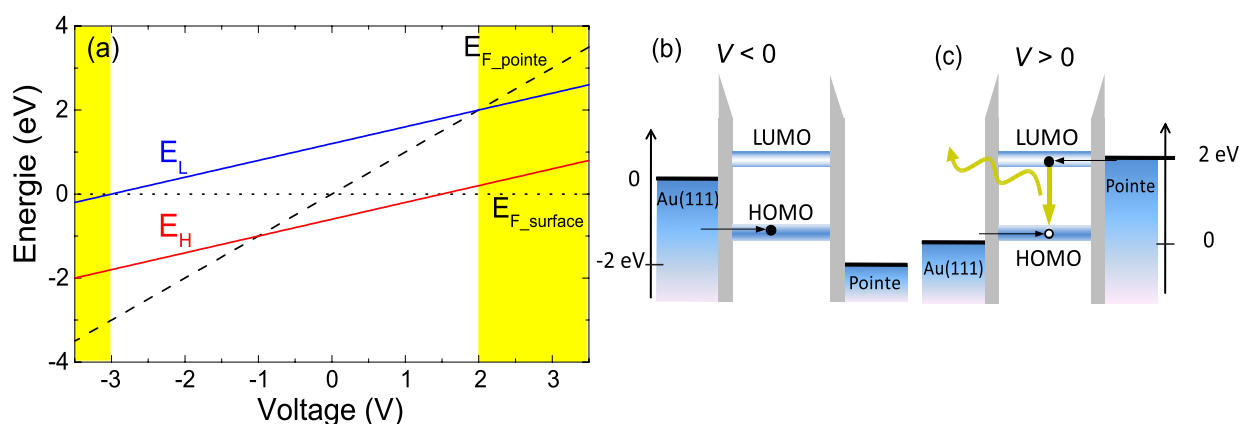 (a)
Energie (eV)
4
2
0
-2
-4
E_F_pointe
E_L
E_H
E_F_surface
-3
-2
-1
0
1
2
3
Voltage (V)
(b)
V < 0
LUMO
0
Au(111)
HOMO
-2 eV
Pointe
(c)
V > 0
LUMO
2 eV
Pointe
0
Au(111)
HOMO